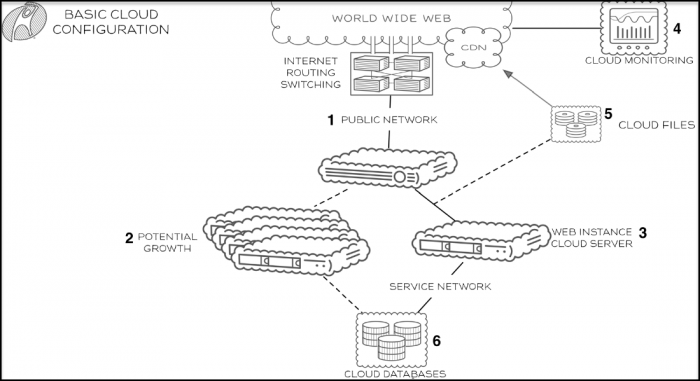 BASIC CLOUD
CONFIGURATION
WORLD WIDE WEB
CDN
4
CLOUD MONITORING
INTERNET
ROUTING
SWITCHING
1 PUBLIC NETWORK
5
CLOUD FILES
2 POTENTIAL
GROWTH
WEB INSTANCE 3
CLOUD SERVER
SERVICE NETWORK
6
CLOUD DATABASES